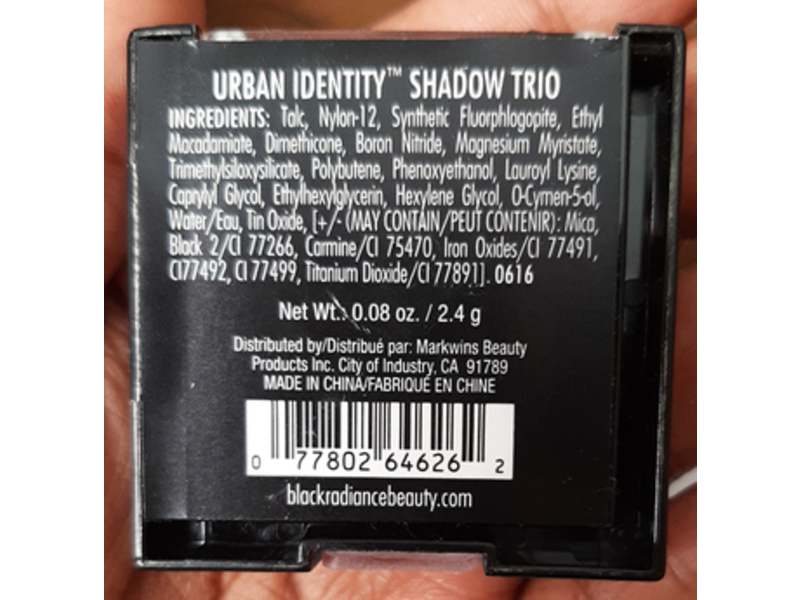 URBAN IDENTITY™ SHADOW TRIO
INGREDIENTS: Talc, Nylon-12, Synthetic Fluorphlogopite, Ethyl
Macadamiate, Dimethicone, Boron Nitride, Magnesium Myristate,
Trimethylsiloxysilicate, Polybutene, Phenoxyethanol, Lauroyl Lysine,
Caprylyl Glycol, Ethylhexylglycerin, Hexylene Glycol, O-Cymen-5-ol,
Water/Eau, Tin Oxide, [+/- (MAY CONTAIN/PEUT CONTENIR): Mica,
Black 2/CI 77266, Carmine/CI 75470, Iron Oxides/CI 77491,
CI77492, CI 77499, Titanium Dioxide/CI 77891]. 0616
Net Wt.: 0.08 oz. / 2.4 g
Distributed by/Distribué par: Markwins Beauty
Products Inc. City of Industry, CA 91789
MADE IN CHINA/FABRIQUÉ EN CHINE
0 77802 64626 2
blackradiancebeauty.com